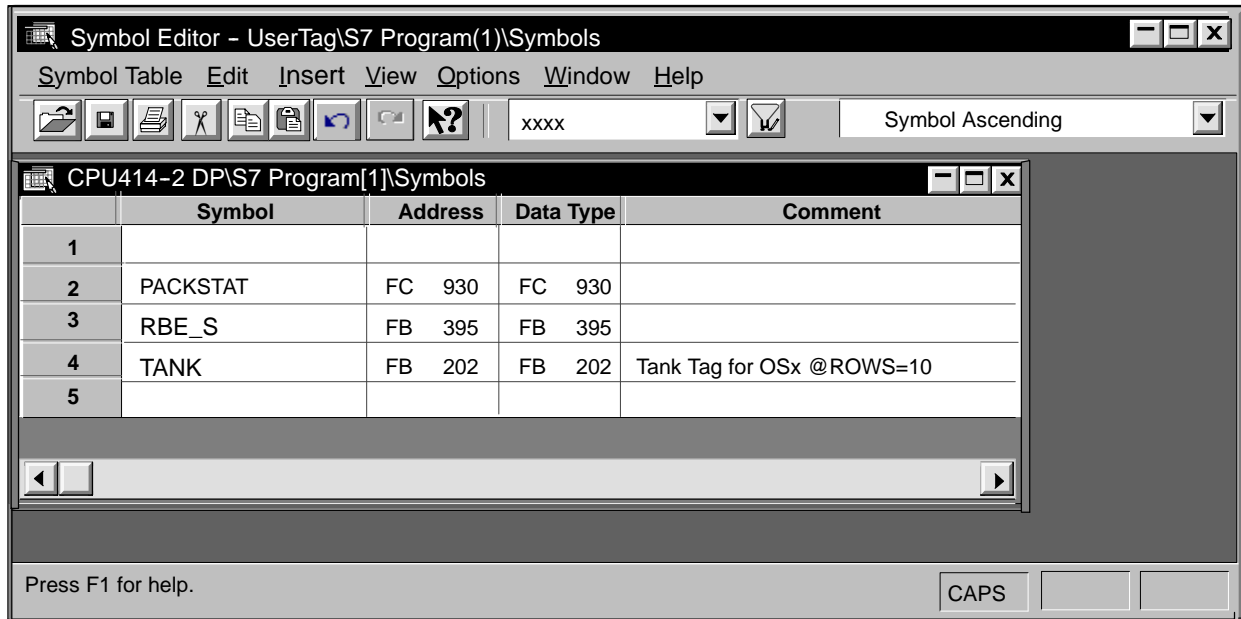 Symbol Editor - UserTag\S7 Program(1)\Symbols
Symbol Table Edit Insert View Options Window Help
xxxx Symbol Ascending
CPU414-2 DP\S7 Program[1]\Symbols
Symbol Address Data Type Comment
1
2 PACKSTAT FC 930 FC 930
3 RBE_S FB 395 FB 395
4 TANK FB 202 FB 202 Tank Tag for OSx @ROWS=10
5
Press F1 for help. CAPS